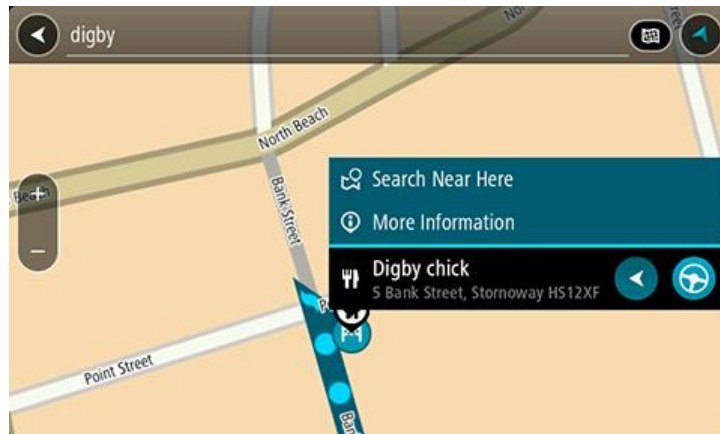 digby
North Beach
Bank Street
Search Near Here
More Information
Digby chick
5 Bank Street, Stornoway HS12XF
Point Street